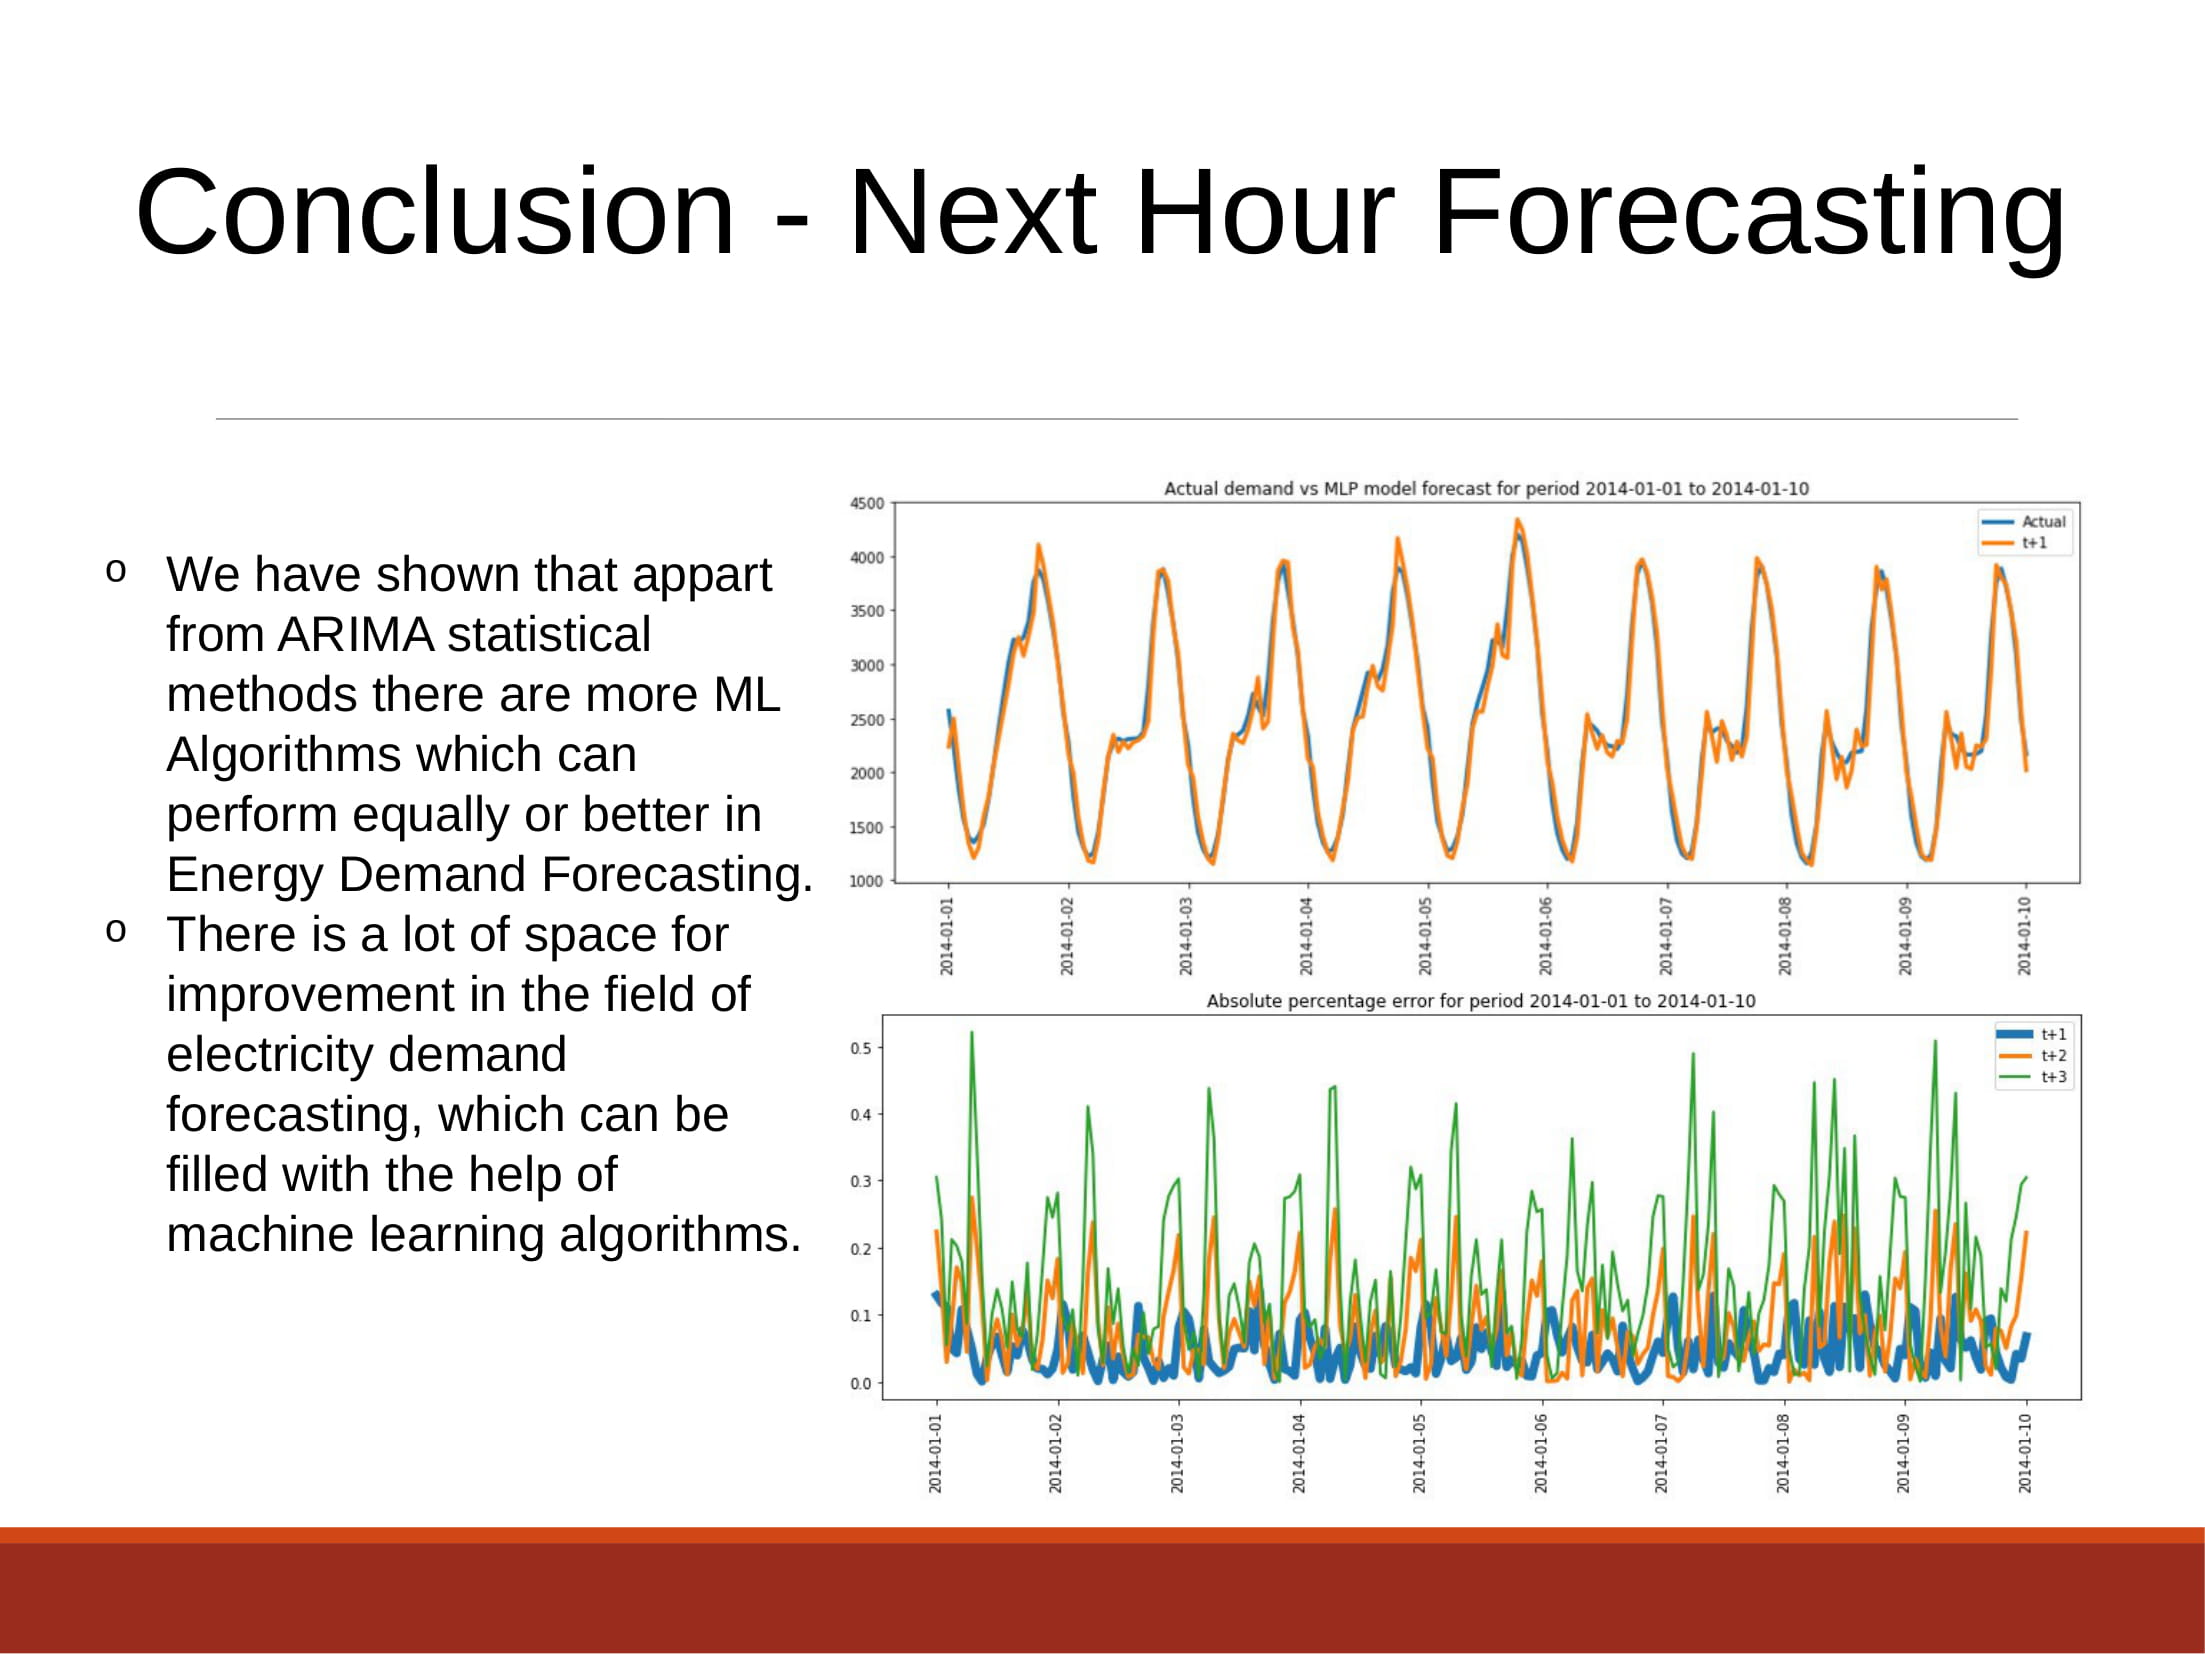 Conclusion - Next Hour Forecasting
o We have shown that appart
from ARIMA statistical
methods there are more ML
Algorithms which can
perform equally or better in
Energy Demand Forecasting.
o There is a lot of space for
improvement in the field of
electricity demand
forecasting, which can be
filled with the help of
machine learning algorithms.
Actual demand vs MLP model forecast for period 2014-01-01 to 2014-01-10
4500
4000
3500
3000
2500
2000
1500
1000
Actual
t+1
2014-01-01
2014-01-02
2014-01-03
2014-01-04
2014-01-05
2014-01-06
2014-01-07
2014-01-08
2014-01-09
2014-01-10
Absolute percentage error for period 2014-01-01 to 2014-01-10
0.5
0.4
0.3
0.2
0.1
0.0
t+1
t+2
t+3
2014-01-01
2014-01-02
2014-01-03
2014-01-04
2014-01-05
2014-01-06
2014-01-07
2014-01-08
2014-01-09
2014-01-10